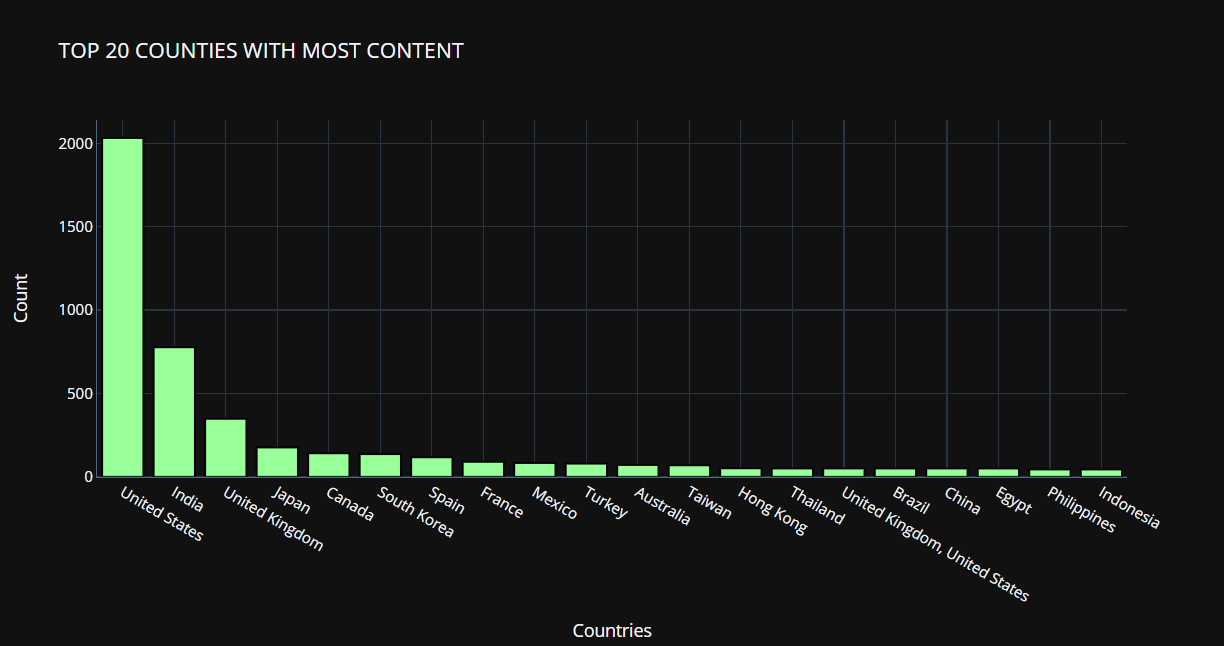 TOP 20 COUNTIES WITH MOST CONTENT
2000
1500
1000
500
0
Count
United States
India
United Kingdom
Japan
Canada
South Korea
Spain
France
Mexico
Turkey
Australia
Taiwan
Hong Kong
Thailand
United Kingdom, United States
Brazil
China
Egypt
Philippines
Indonesia
Countries